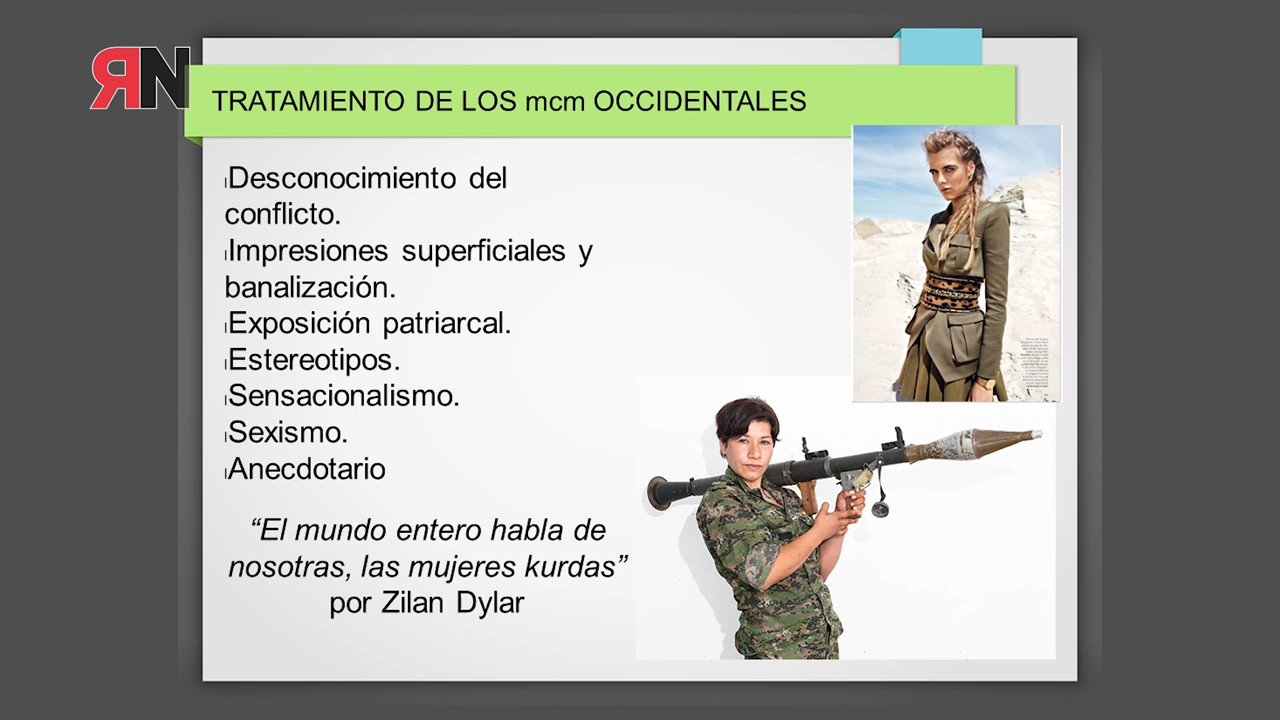 ЯN
TRATAMIENTO DE LOS mcm OCCIDENTALES
Desconocimiento del
conflicto.
Impresiones superficiales y
banalización.
Exposición patriarcal.
Estereotipos.
Sensacionalismo.
Sexismo.
Anecdotario
“El mundo entero habla de
nosotras, las mujeres kurdas”
por Zilan Dylar